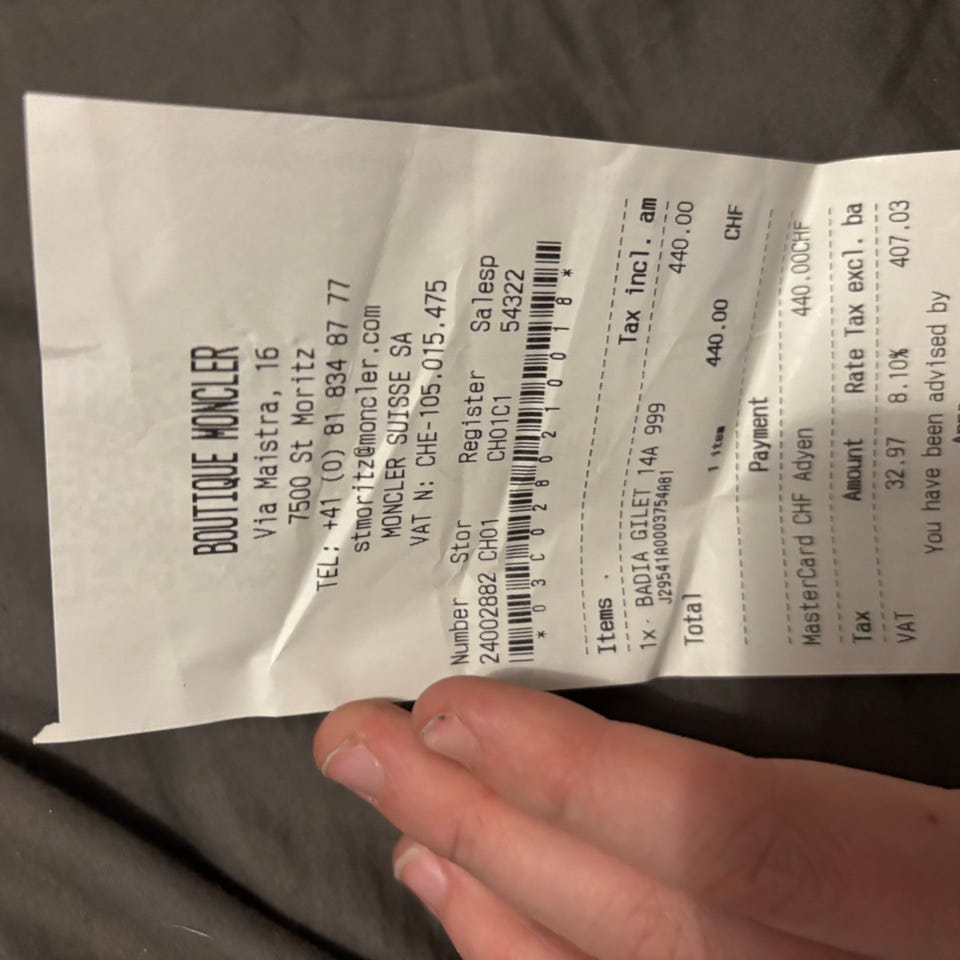 BOUTIQUE MONCLER
Via Maistra, 16
7500 St Moritz
TEL: +41 (0) 81 834 87 77
stmoritz@moncler.com
MONCLER SUISSE SA
VAT N: CHE-105.015.475
Number Stor Register Salesp
24002882 CH01 CH01C1 54322
* 0 3 C 0 2 8 0 2 1 0 0 1 8 *
Items . Tax incl. am
1x· BADIA GILET 14A 999 440.00
J29541A0003754A81
Total 1 item 440.00 CHF
Payment
MasterCard CHF Adyen 440.00CHF
Tax Amount Rate Tax excl. ba
VAT 32.97 8.10% 407.03
You have been advised by